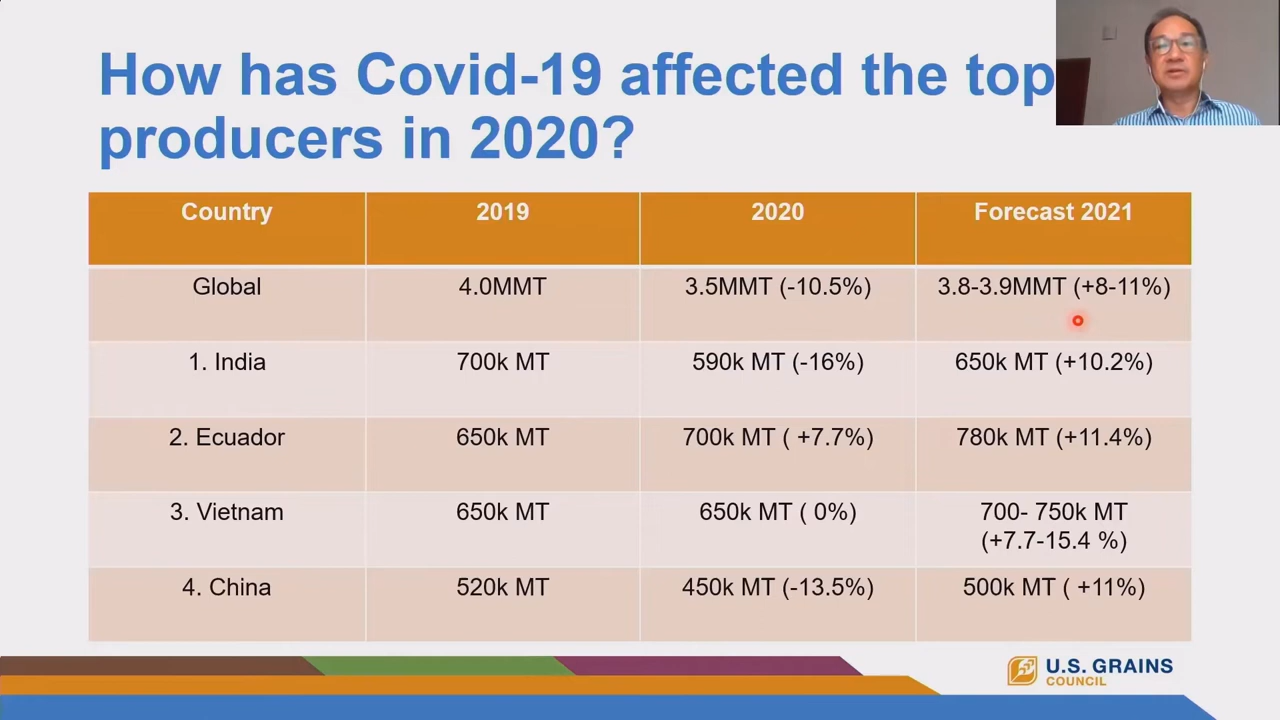 How has Covid-19 affected the top
producers in 2020?
Country 2019 2020 Forecast 2021
Global 4.0MMT 3.5MMT (-10.5%) 3.8-3.9MMT (+8-11%)
1. India 700k MT 590k MT (-16%) 650k MT (+10.2%)
2. Ecuador 650k MT 700k MT ( +7.7%) 780k MT (+11.4%)
3. Vietnam 650k MT 650k MT ( 0%) 700- 750k MT
(+7.7-15.4 %)
4. China 520k MT 450k MT (-13.5%) 500k MT ( +11%)
U.S. GRAINS
COUNCIL